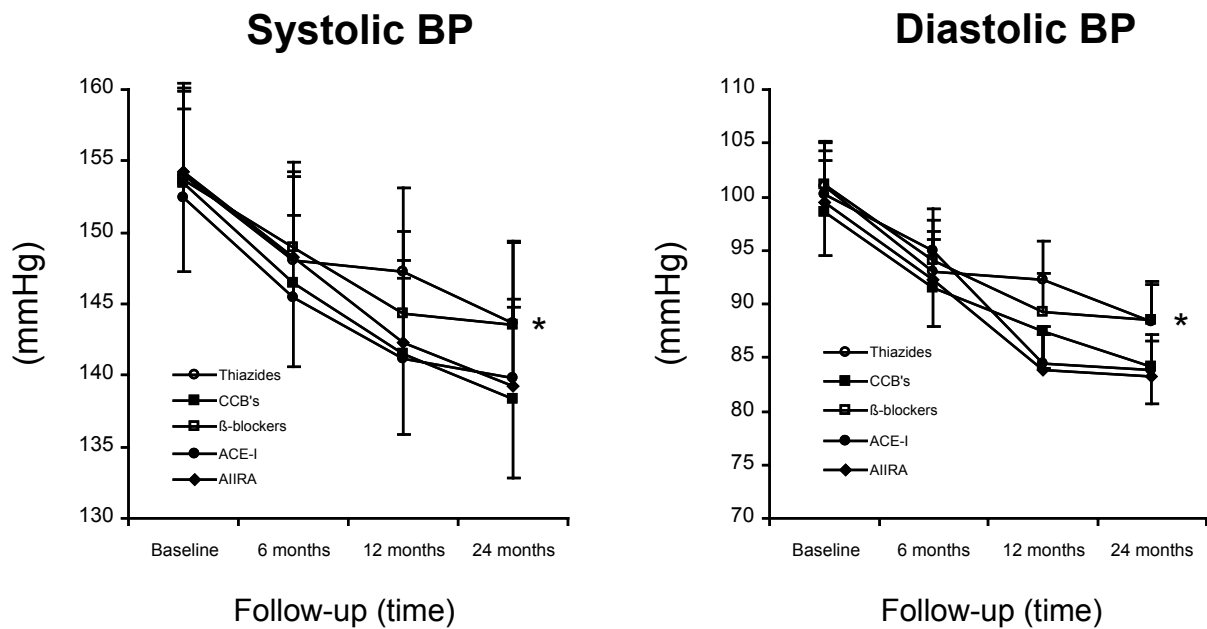 Systolic BP
160
155
150
145
140
135
130
(mmHg)
*
Thiazides
CCB's
ß-blockers
ACE-I
AIIRA
Baseline 6 months 12 months 24 months
Follow-up (time)
Diastolic BP
110
105
100
95
90
85
80
75
70
(mmHg)
*
Thiazides
CCB's
ß-blockers
ACE-I
AIIRA
Baseline 6 months 12 months 24 months
Follow-up (time)